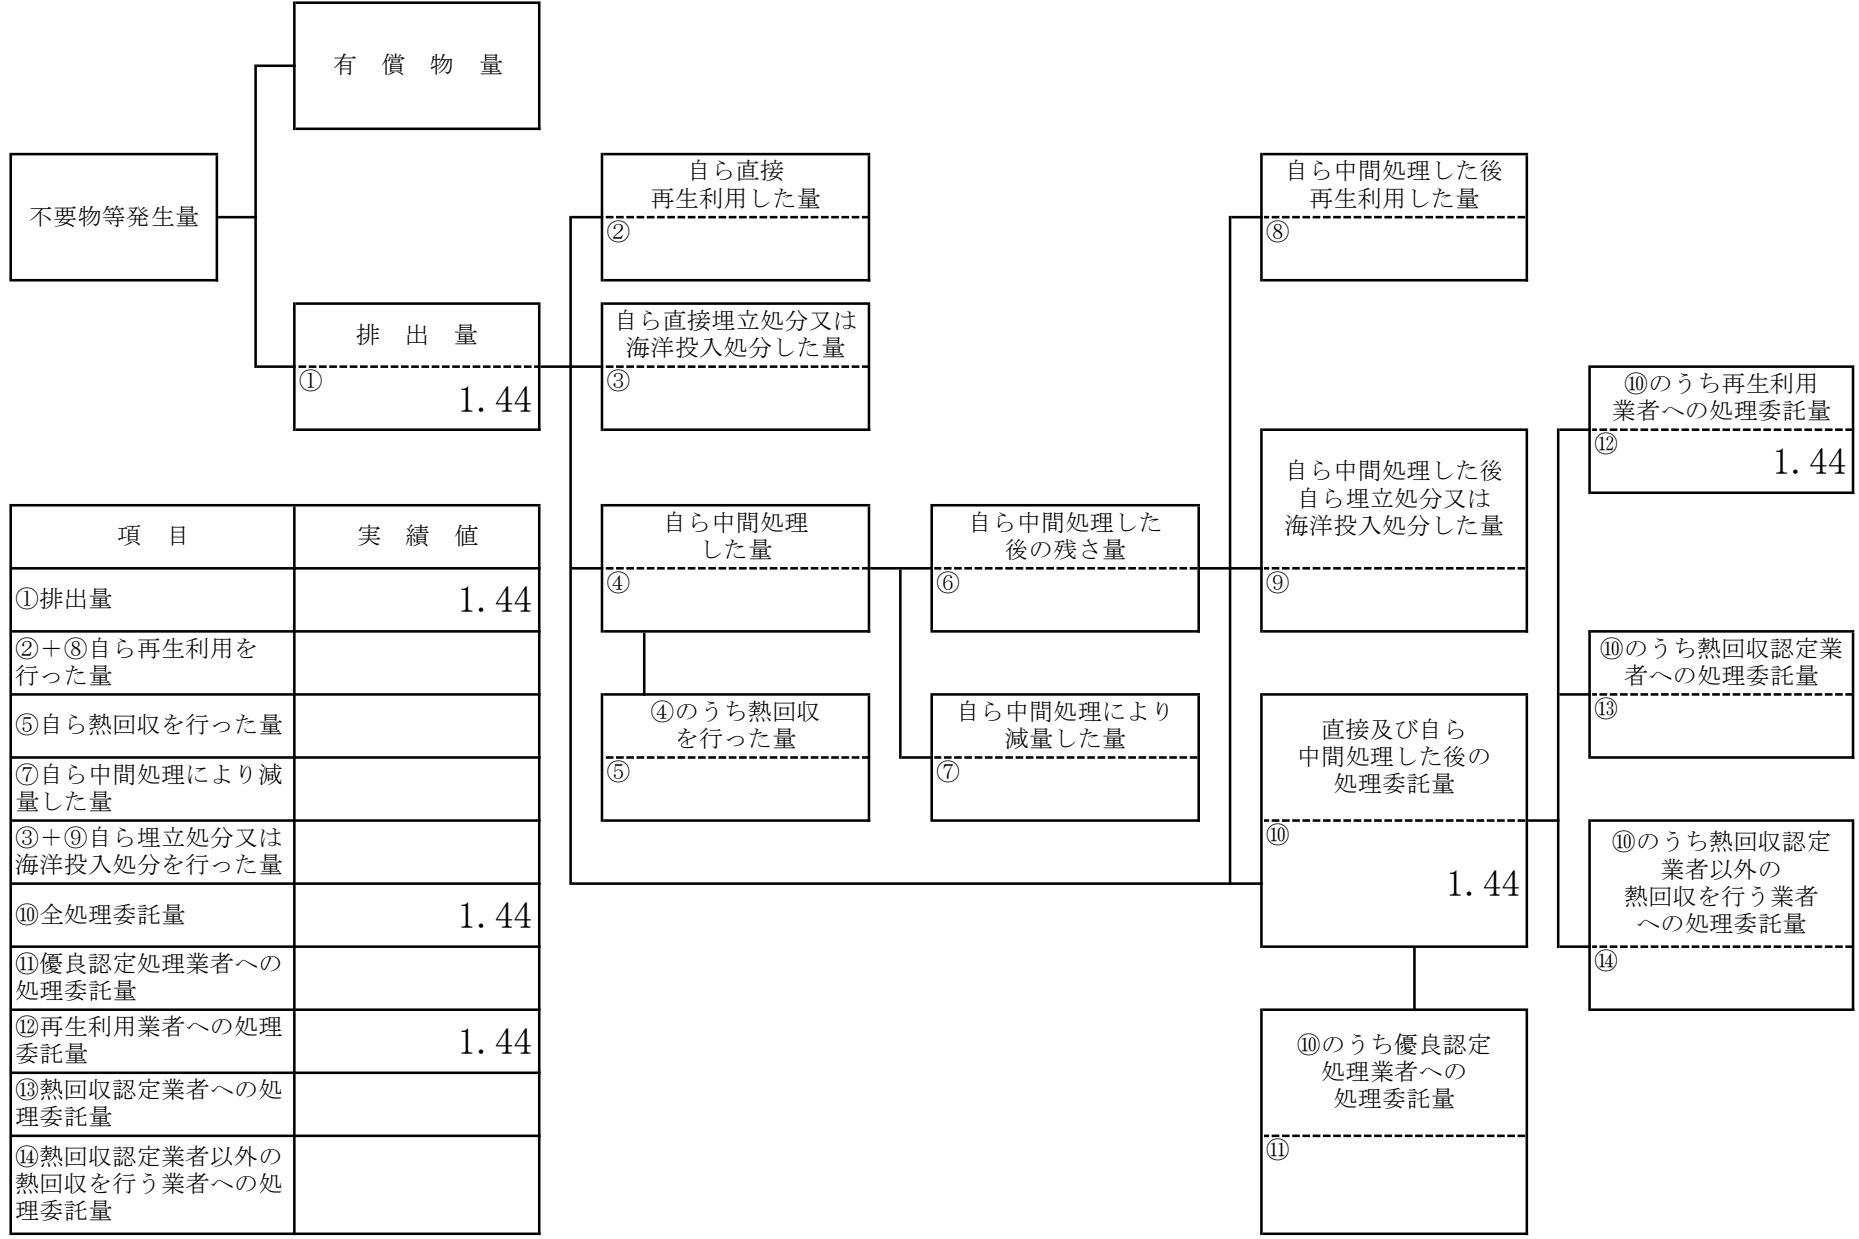 有　償　物　量
不要物等発生量
排　出　量
①
1.44
自ら直接
再生利用した量
②
自ら直接埋立処分又は
海洋投入処分した量
③
自ら中間処理
した量
④
④のうち熱回収
を行った量
⑤
自ら中間処理した
後の残さ量
⑥
自ら中間処理により
減量した量
⑦
自ら中間処理した後
再生利用した量
⑧
自ら中間処理した後
自ら埋立処分又は
海洋投入処分した量
⑨
直接及び自ら
中間処理した後の
処理委託量
⑩
1.44
⑩のうち優良認定
処理業者への
処理委託量
⑪
⑩のうち再生利用
業者への処理委託量
⑫
1.44
⑩のうち熱回収認定業
者への処理委託量
⑬
⑩のうち熱回収認定
業者以外の
熱回収を行う業者
への処理委託量
⑭
項　目
実　績　値
①排出量
1.44
②＋⑧自ら再生利用を
行った量
⑤自ら熱回収を行った量
⑦自ら中間処理により減
量した量
③＋⑨自ら埋立処分又は
海洋投入処分を行った量
⑩全処理委託量
1.44
⑪優良認定処理業者への
処理委託量
⑫再生利用業者への処理
委託量
1.44
⑬熱回収認定業者への処
理委託量
⑭熱回収認定業者以外の
熱回収を行う業者への処
理委託量